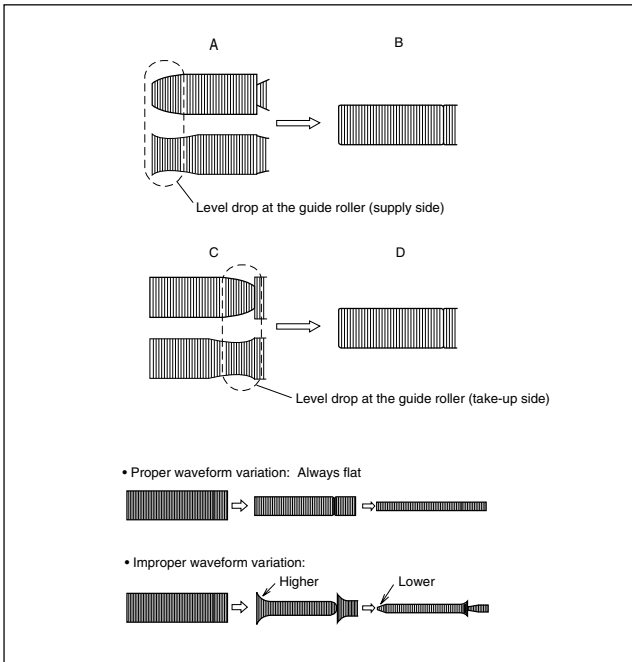 A B
Level drop at the guide roller (supply side)
C D
Level drop at the guide roller (take-up side)
• Proper waveform variation: Always flat
• Improper waveform variation:
Higher Lower